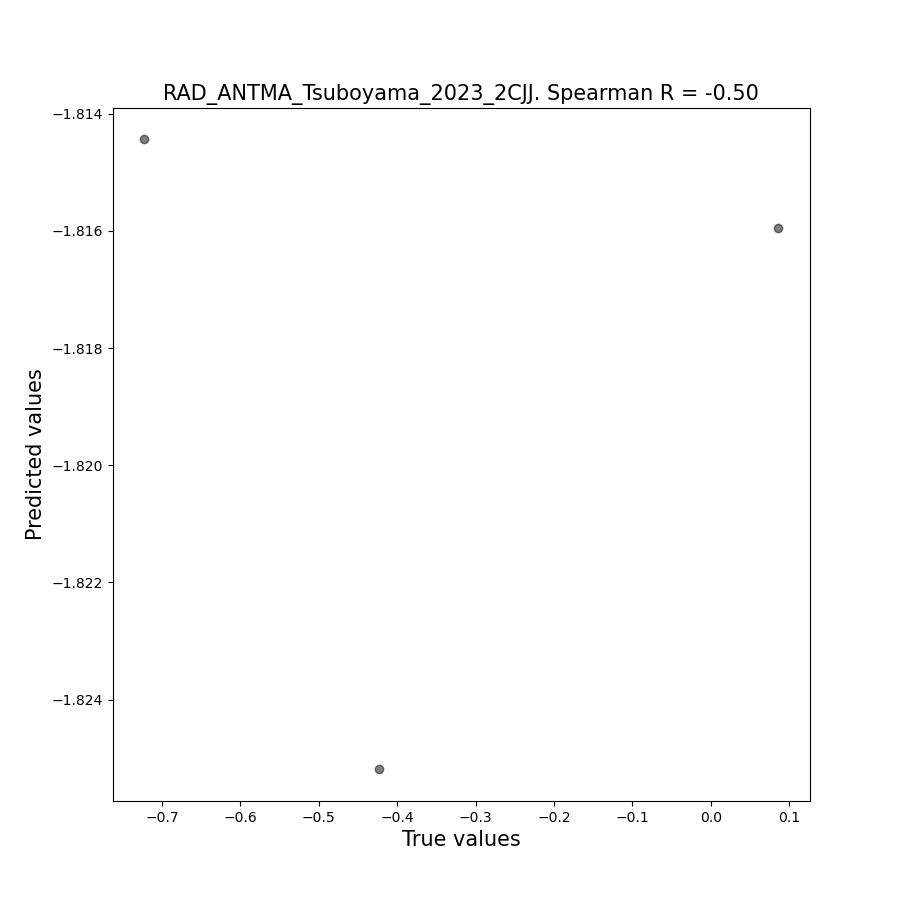 RAD_ANTMA_Tsuboyama_2023_2CJJ. Spearman R = -0.50
−1.814
−1.816
−1.818
−1.820
−1.822
−1.824
Predicted values
−0.7 −0.6 −0.5 −0.4 −0.3 −0.2 −0.1 0.0 0.1
True values